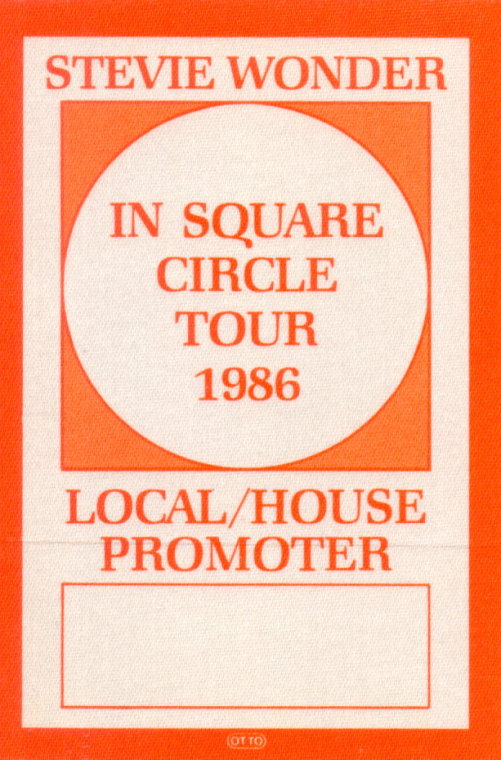 STEVIE WONDER
IN SQUARE
CIRCLE
TOUR
1986
LOCAL/HOUSE
PROMOTER
OTTO